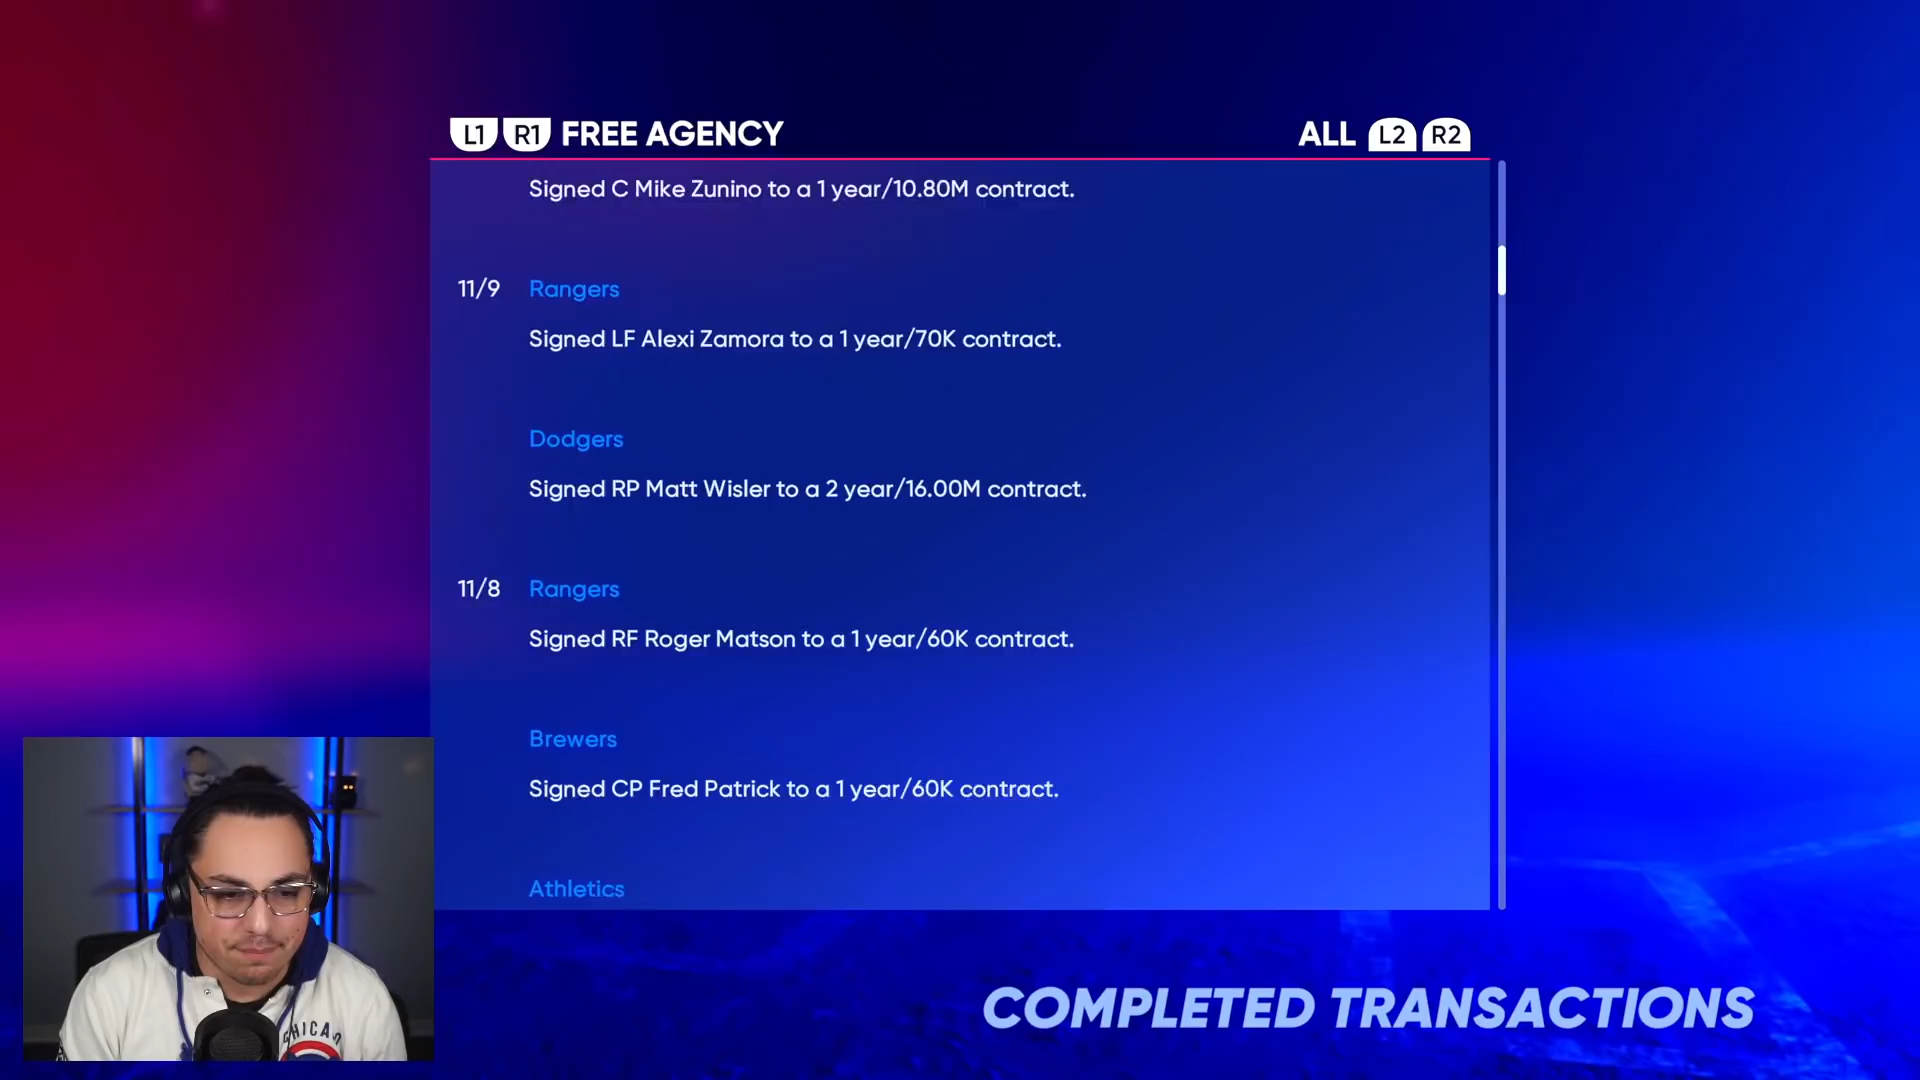 L1 R1 FREE AGENCY
ALL L2 R2
Signed C Mike Zunino to a 1 year/10.80M contract.
11/9 Rangers
Signed LF Alexi Zamora to a 1 year/70K contract.
Dodgers
Signed RP Matt Wisler to a 2 year/16.00M contract.
11/8 Rangers
Signed RF Roger Matson to a 1 year/60K contract.
Brewers
Signed CP Fred Patrick to a 1 year/60K contract.
Athletics
CHICAGO
COMPLETED TRANSACTIONS